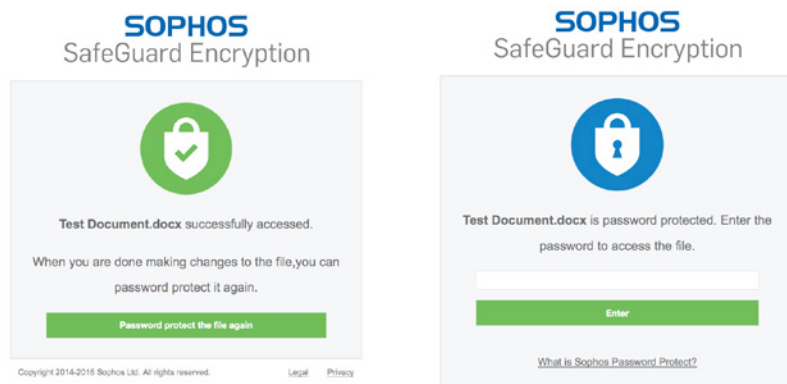 SOPHOS
SafeGuard Encryption
Test Document.docx successfully accessed.
When you are done making changes to the file,you can
password protect it again.
Password protect the file again
Copyright 2014-2016 Sophos Ltd. All rights reserved. Legal Privacy
SOPHOS
SafeGuard Encryption
Test Document.docx is password protected. Enter the
password to access the file.
Enter
What is Sophos Password Protect?